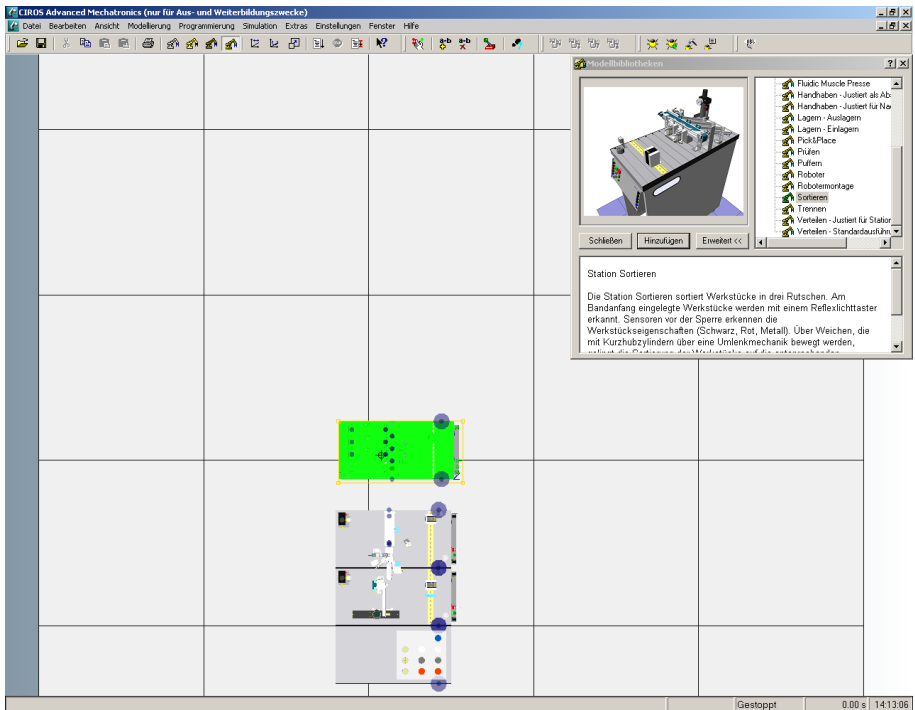 CIROS Advanced Mechatronics (nur für Aus- und Weiterbildungszwecke)
Datei Bearbeiten Ansicht Modellierung Programmierung Simulation Extras Einstellungen Fenster Hilfe
a-b a-b
Modellbibliotheken
Fluidic Muscle Presse
Handhaben - Justiert als Ab
Handhaben - Justiert für Na
Lagern - Auslagern
Lagern - Einlagern
Pick&Place
Prüfen
Puffern
Roboter
Robotermontage
Sortieren
Trennen
Verteilen - Justiert für Station
Verteilen - Standardausführu
Schließen Hinzufügen Erweitert <<
Station Sortieren
Die Station Sortieren sortiert Werkstücke in drei Rutschen. Am
Bandanfang eingelegte Werkstücke werden mit einem Reflexlichttaster
erkannt. Sensoren vor der Sperre erkennen die
Werkstückseigenschaften (Schwarz, Rot, Metall). Über Weichen, die
mit Kurzhubzylindern über eine Umlenkmechanik bewegt werden,
Z
Gestoppt 0.00 s 14:13:06